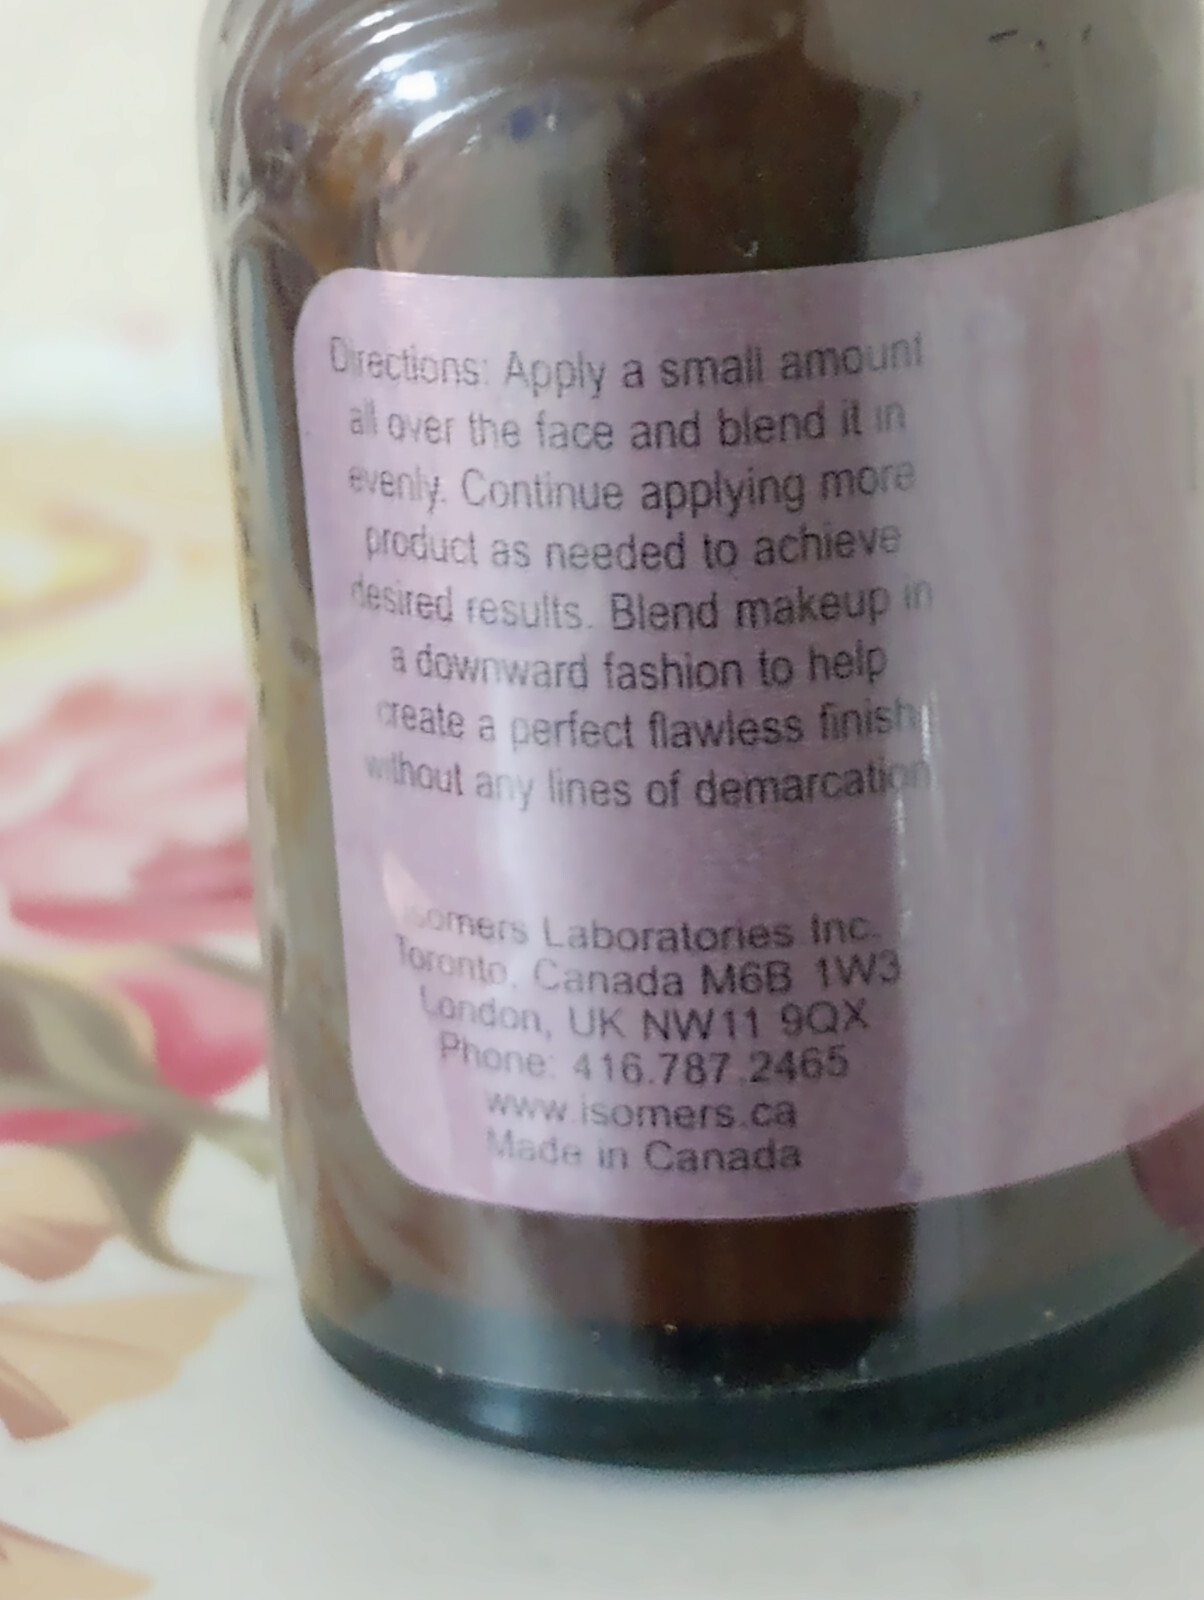 Directions: Apply a small amount
all over the face and blend it in
evenly. Continue applying more
product as needed to achieve
desired results. Blend makeup in
a downward fashion to help
create a perfect flawless finish
without any lines of demarcation
Isomers Laboratories Inc.
Toronto, Canada M6B 1W3
London, UK NW11 9QX
Phone: 416.787.2465
www.isomers.ca
Made in Canada